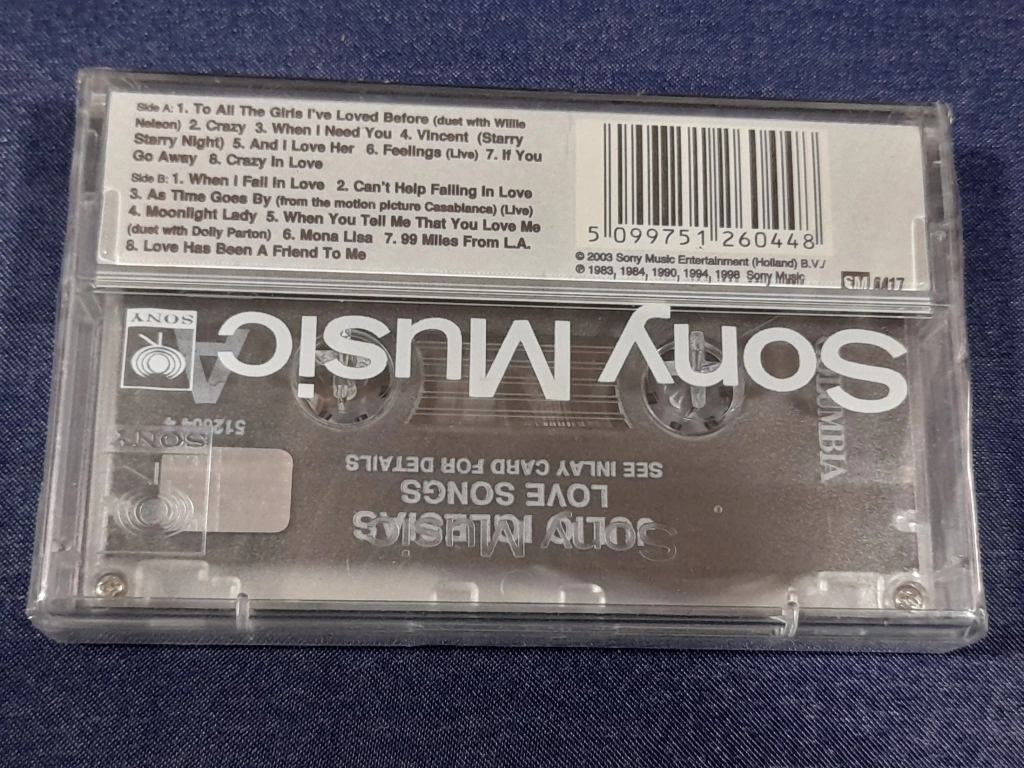 Side A: 1. To All The Girls I've Loved Before (duet with Willie
Nelson) 2. Crazy 3. When I Need You 4. Vincent (Starry
Starry Night) 5. And I Love Her 6. Feelings (Live) 7. If You
Go Away 8. Crazy In Love
Side B: 1. When I Fall In Love 2. Can't Help Falling In Love
3. As Time Goes By (from the motion picture Casablanca) (Live)
4. Moonlight Lady 5. When You Tell Me That You Love Me
(duet with Dolly Parton) 6. Mona Lisa 7. 99 Miles From L.A.
8. Love Has Been A Friend To Me
5 099751 260448
© 2003 Sony Music Entertainment (Holland) B.V./
℗ 1983, 1984, 1990, 1994, 1998 Sony Music
SM 6417
Sony Music
SONY
A
COLUMBIA
512604 4
SONY
SEE INLAY CARD FOR DETAILS
LOVE SONGS
JULIO IGLESIAS
Sony Music